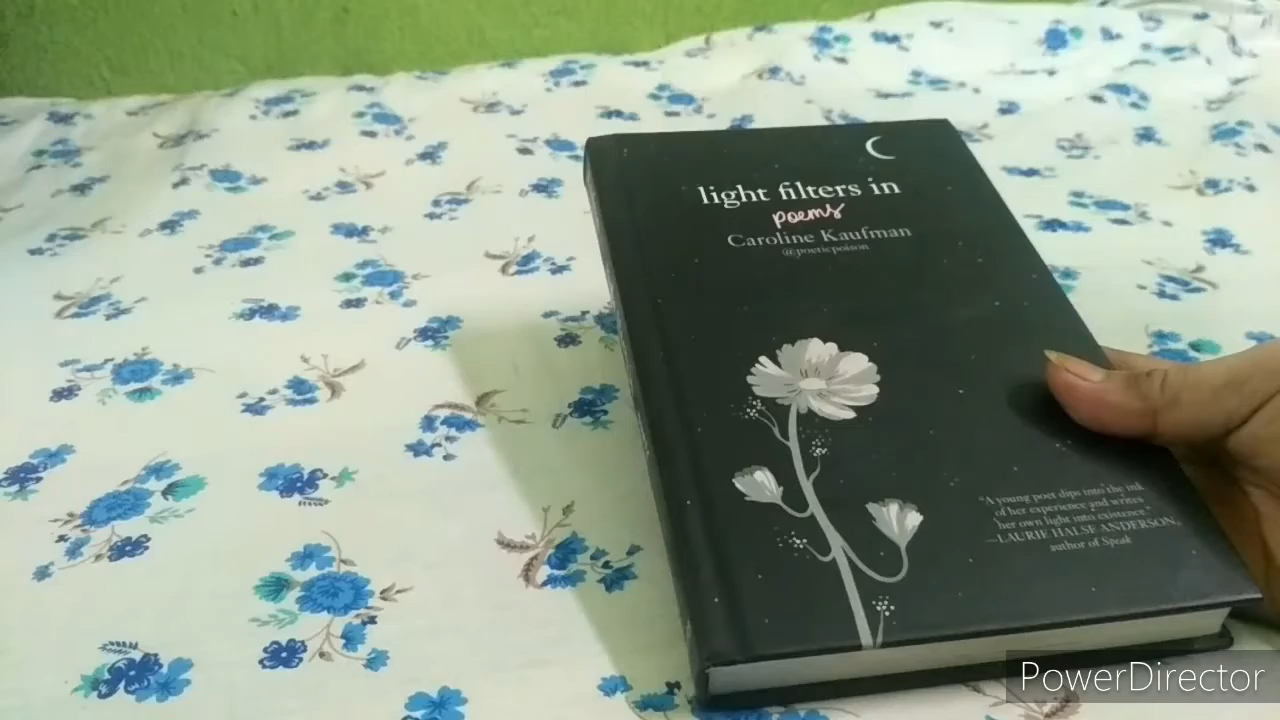 light filters in
poems
Caroline Kaufman
@poeticpoison
"A young poet dips into the ink
of her experience and writes
her own light into existence."
—LAURIE HALSE ANDERSON,
author of Speak
PowerDirector